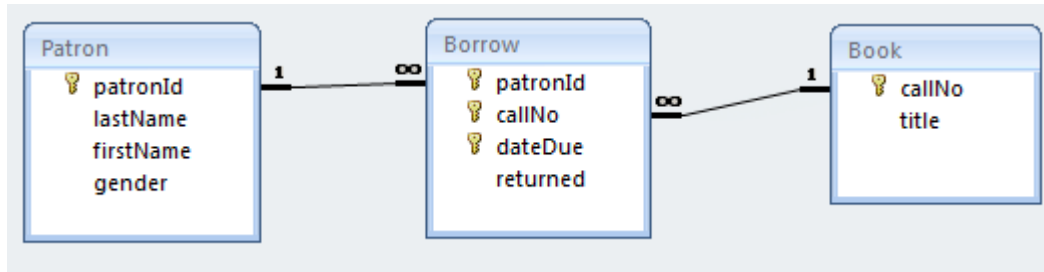 Patron
patronId
lastName
firstName
gender
1
∞
Borrow
patronId
callNo
dateDue
returned
∞
1
Book
callNo
title